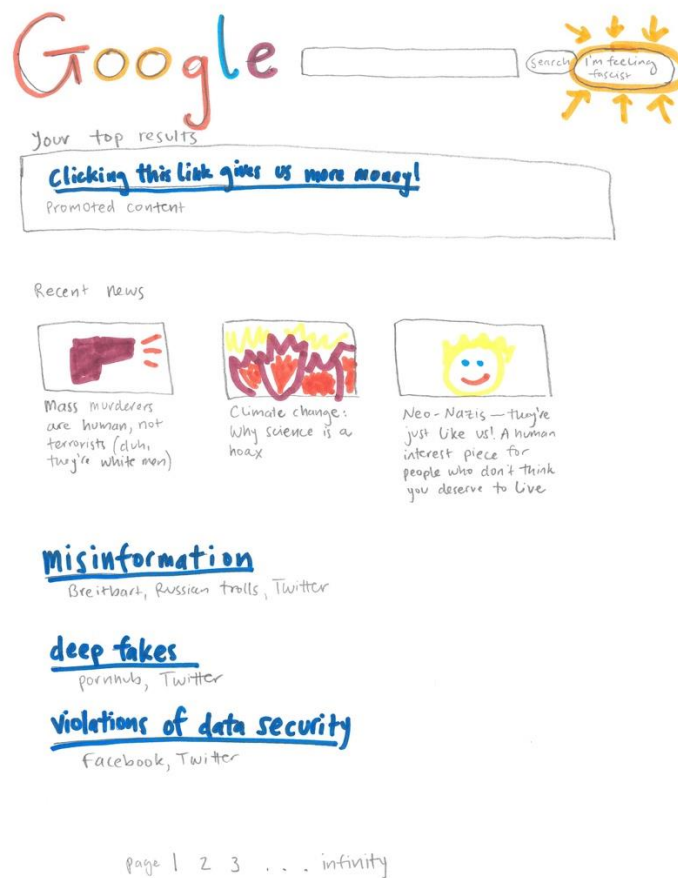 Google
search
I'm feeling
fascist
Your top results
Clicking this link gives us more money!
Promoted content
Recent news
Mass murderers
are human, not
terrorists (duh,
they're white men)
Climate change:
Why science is a
hoax
Neo-Nazis — they're
just like us! A human
interest piece for
people who don't think
you deserve to live
misinformation
Breitbart, Russian trolls, Twitter
deep fakes
pornhub, Twitter
violations of data security
Facebook, Twitter
page 1 2 3 . . . infinity